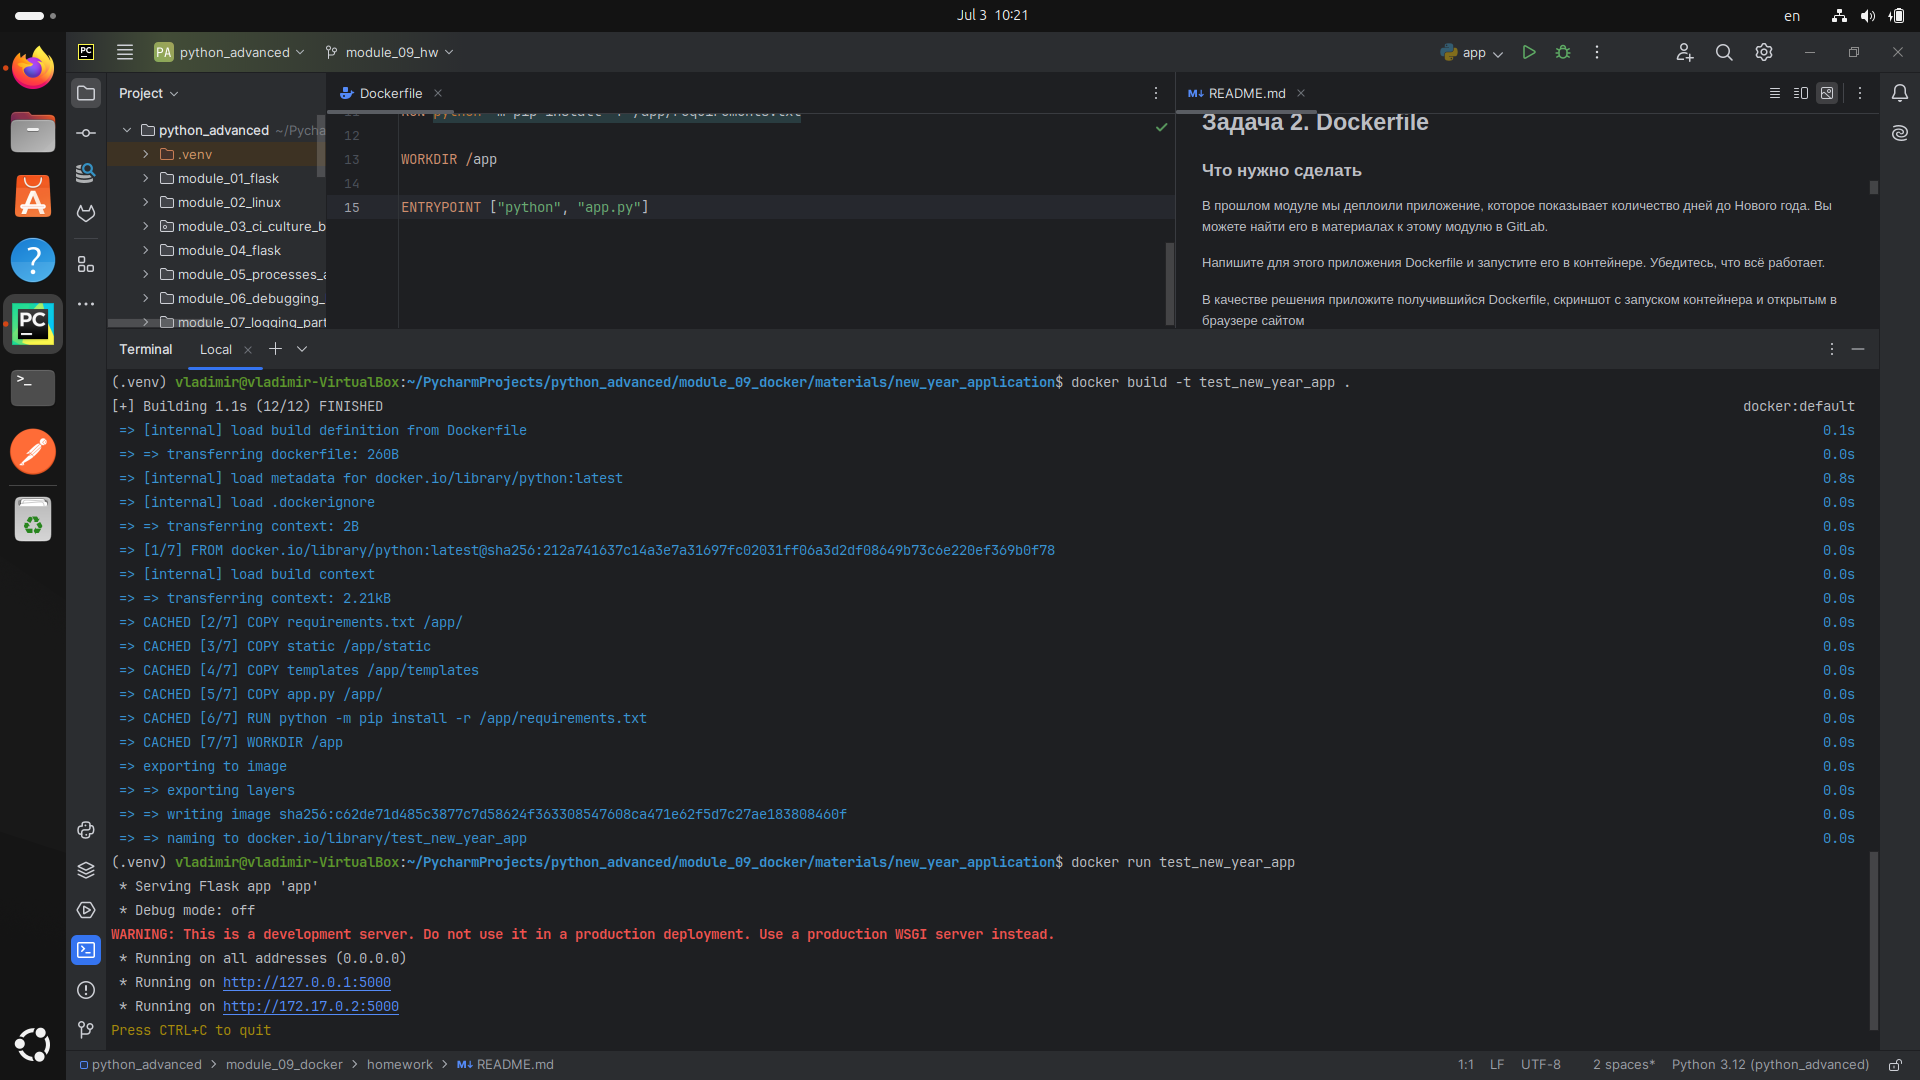 Jul 3 10:21
en
PC
PA python_advanced
module_09_hw
app
Project
Dockerfile
README.md
python_advanced ~/Pycha
.venv
module_01_flask
module_02_linux
module_03_ci_culture_b
module_04_flask
module_05_processes_a
module_06_debugging_
module_07_logging_part
11 RUN python -m pip install -r /app/requirements.txt
12
13 WORKDIR /app
14
15 ENTRYPOINT ["python", "app.py"]
Задача 2. Dockerfile
Что нужно сделать
В прошлом модуле мы деплоили приложение, которое показывает количество дней до Нового года. Вы
можете найти его в материалах к этому модулю в GitLab.
Напишите для этого приложения Dockerfile и запустите его в контейнере. Убедитесь, что всё работает.
В качестве решения приложите получившийся Dockerfile, скриншот с запуском контейнера и открытым в
браузере сайтом
Terminal Local
(.venv) vladimir@vladimir-VirtualBox:~/PycharmProjects/python_advanced/module_09_docker/materials/new_year_application$ docker build -t test_new_year_app .
[+] Building 1.1s (12/12) FINISHED docker:default
=> [internal] load build definition from Dockerfile 0.1s
=> => transferring dockerfile: 260B 0.0s
=> [internal] load metadata for docker.io/library/python:latest 0.8s
=> [internal] load .dockerignore 0.0s
=> => transferring context: 2B 0.0s
=> [1/7] FROM docker.io/library/python:latest@sha256:212a741637c14a3e7a31697fc02031ff06a3d2df08649b73c6e220ef369b0f78 0.0s
=> [internal] load build context 0.0s
=> => transferring context: 2.21kB 0.0s
=> CACHED [2/7] COPY requirements.txt /app/ 0.0s
=> CACHED [3/7] COPY static /app/static 0.0s
=> CACHED [4/7] COPY templates /app/templates 0.0s
=> CACHED [5/7] COPY app.py /app/ 0.0s
=> CACHED [6/7] RUN python -m pip install -r /app/requirements.txt 0.0s
=> CACHED [7/7] WORKDIR /app 0.0s
=> exporting to image 0.0s
=> => exporting layers 0.0s
=> => writing image sha256:c62de71d485c3877c7d58624f363308547608ca471e62f5d7c27ae183808460f 0.0s
=> => naming to docker.io/library/test_new_year_app 0.0s
(.venv) vladimir@vladimir-VirtualBox:~/PycharmProjects/python_advanced/module_09_docker/materials/new_year_application$ docker run test_new_year_app
* Serving Flask app 'app'
* Debug mode: off
WARNING: This is a development server. Do not use it in a production deployment. Use a production WSGI server instead.
* Running on all addresses (0.0.0.0)
* Running on http://127.0.0.1:5000
* Running on http://172.17.0.2:5000
Press CTRL+C to quit
python_advanced > module_09_docker > homework > README.md
1:1 LF UTF-8 2 spaces* Python 3.12 (python_advanced)